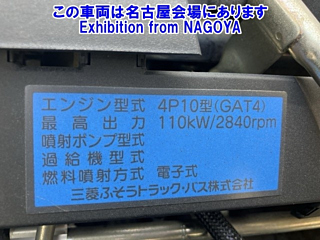 この車両は名古屋会場にあります
Exhibition from NAGOYA
エンジン型式 4P10型(GAT4)
最高出力 110kW/2840rpm
噴射ポンプ型式
過給機型式
燃料噴射方式 電子式
三菱ふそうトラック・バス株式会社